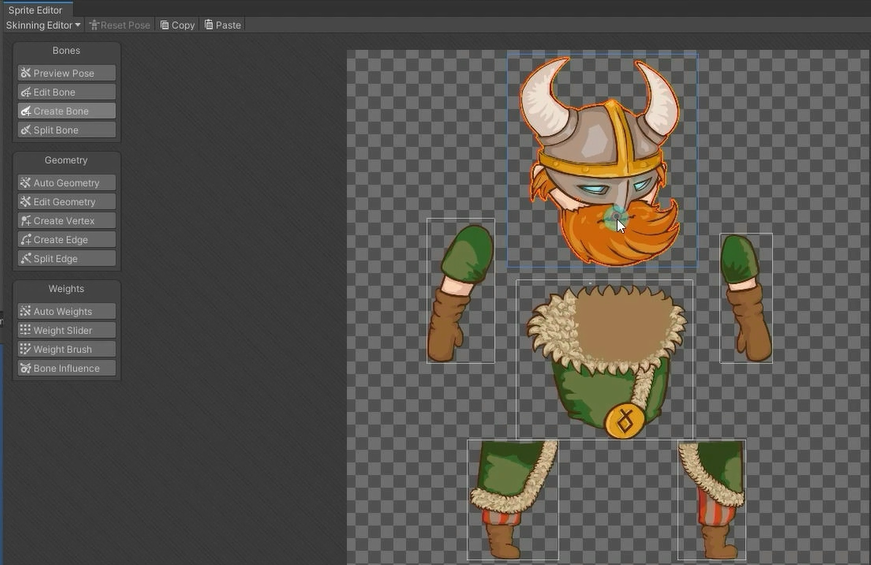 Sprite Editor
Skinning Editor Reset Pose Copy Paste
Bones
Preview Pose
Edit Bone
Create Bone
Split Bone
Geometry
Auto Geometry
Edit Geometry
Create Vertex
Create Edge
Split Edge
Weights
Auto Weights
Weight Slider
Weight Brush
Bone Influence